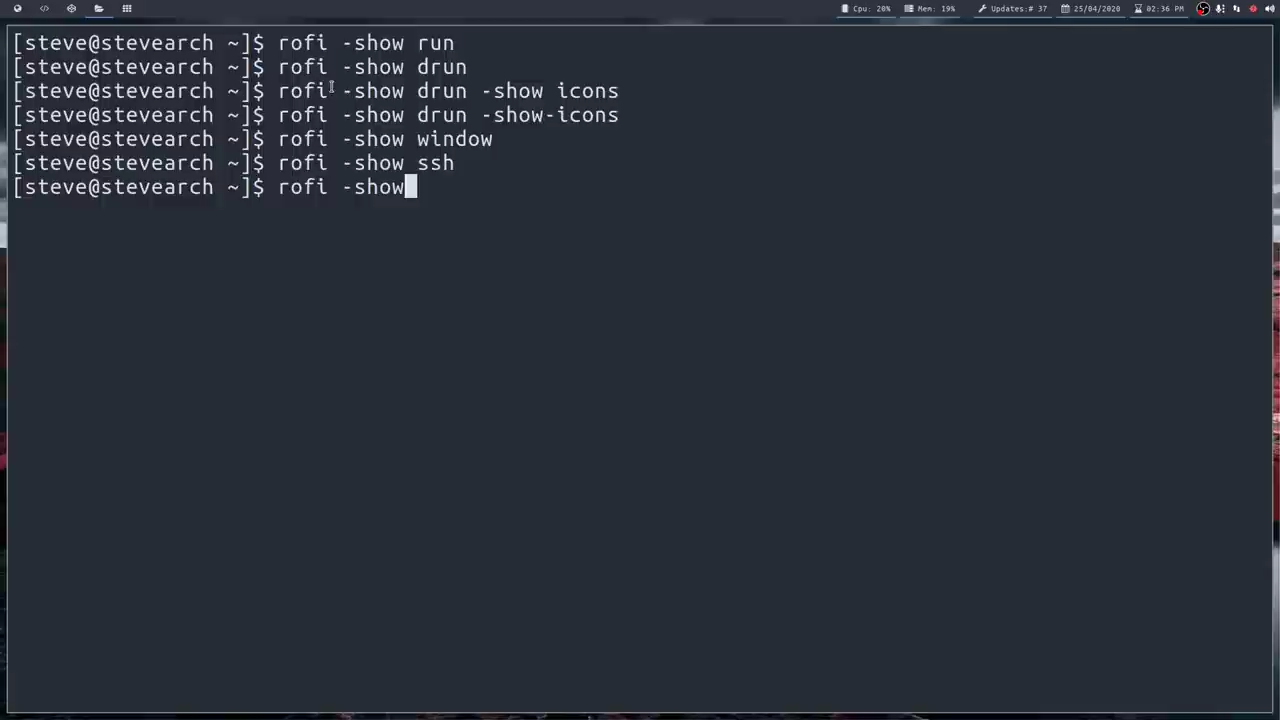 Cpu: 20% Mem: 19% Updates:# 37 25/04/2020 02:36 PM
[steve@stevearch ~]$ rofi -show run
[steve@stevearch ~]$ rofi -show drun
[steve@stevearch ~]$ rofi -show drun -show icons
[steve@stevearch ~]$ rofi -show drun -show-icons
[steve@stevearch ~]$ rofi -show window
[steve@stevearch ~]$ rofi -show ssh
[steve@stevearch ~]$ rofi -show